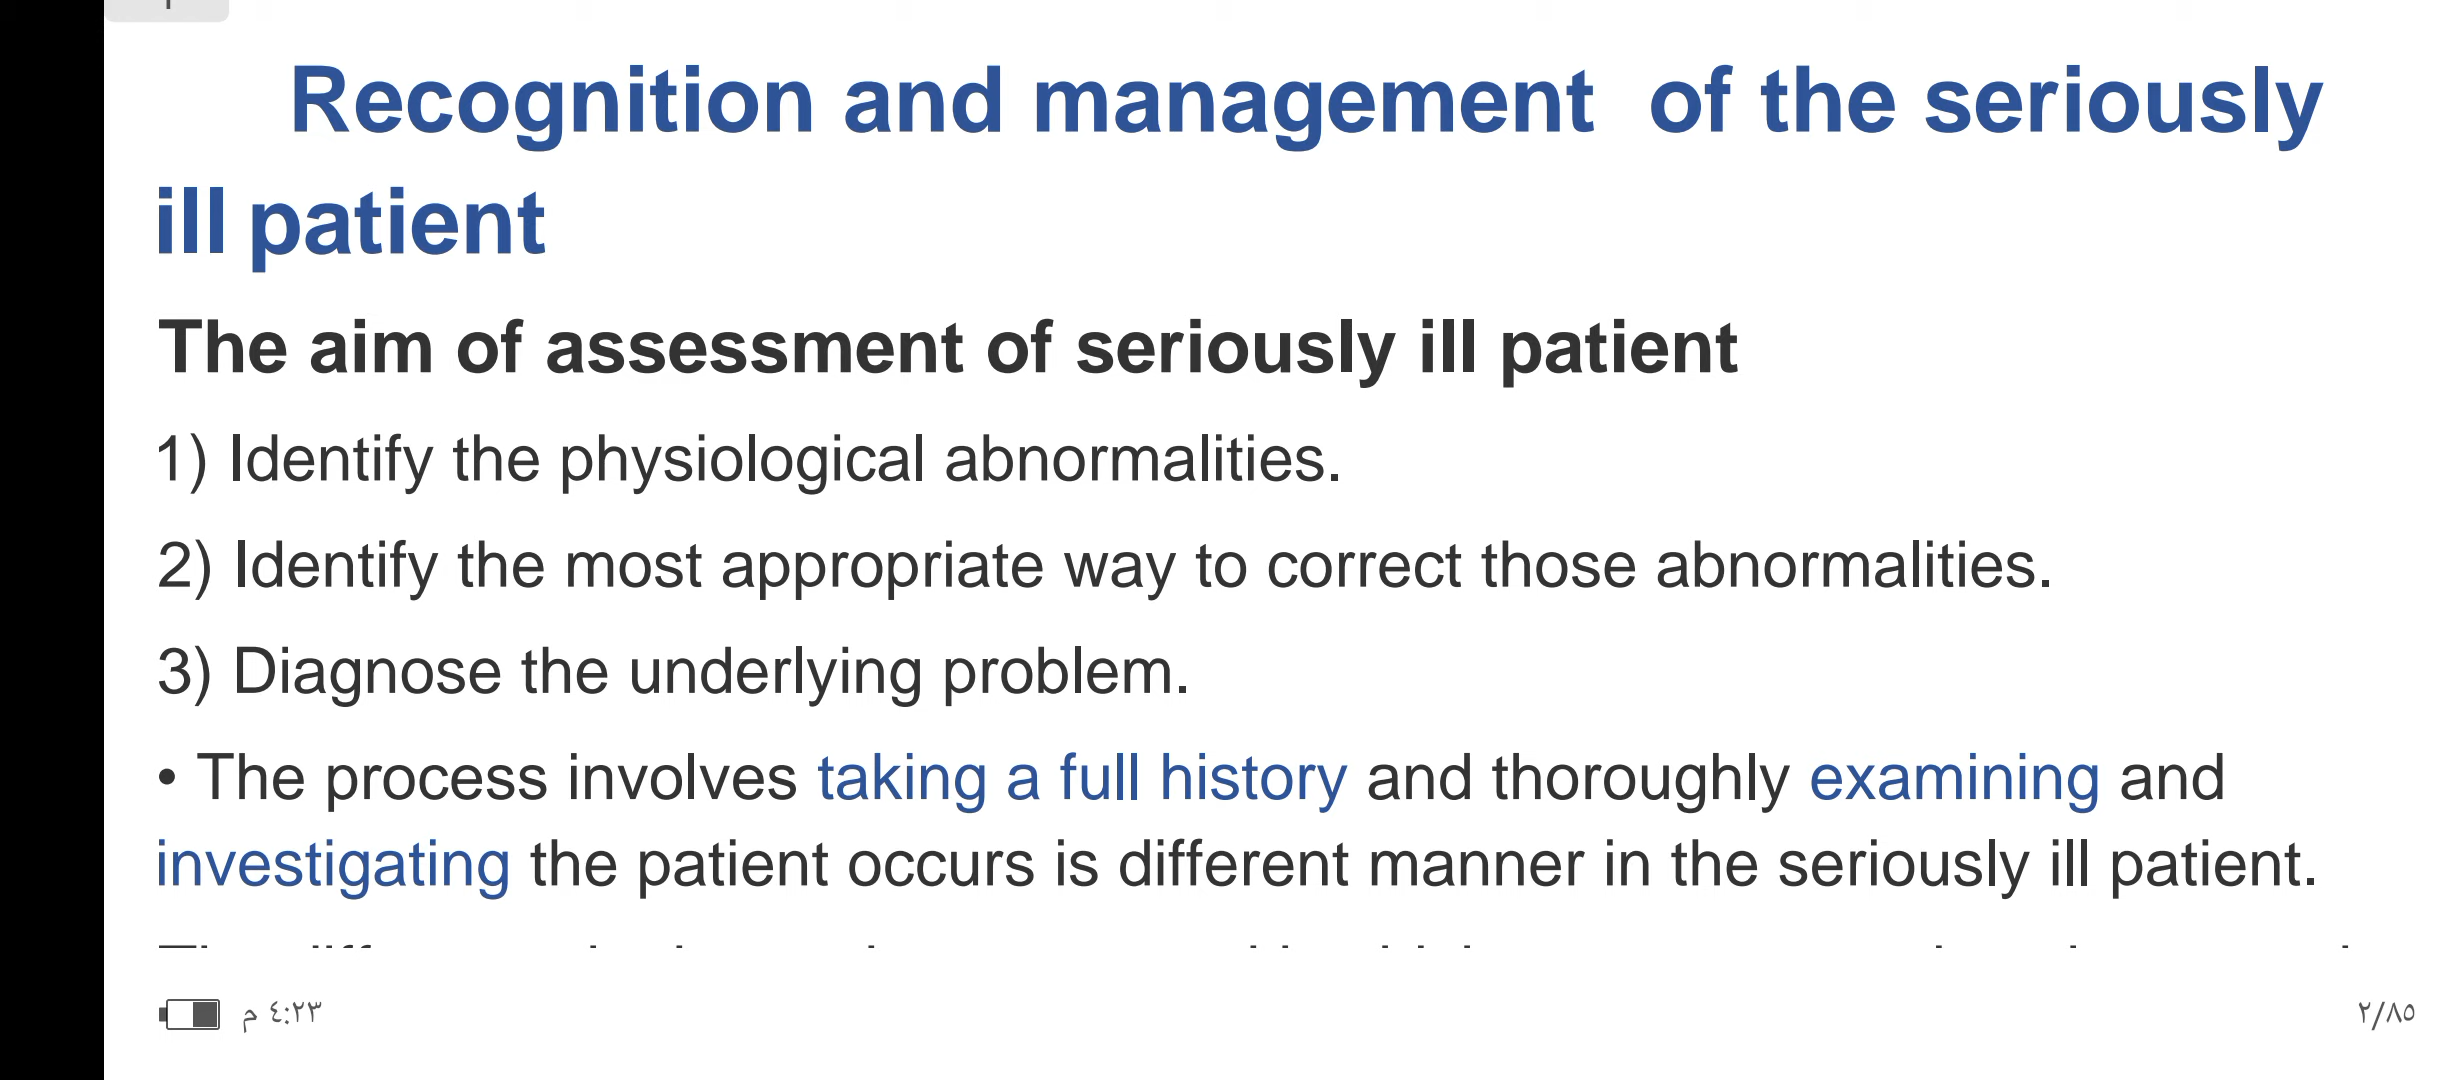 Recognition and management of the seriously
ill patient
The aim of assessment of seriously ill patient
1) Identify the physiological abnormalities.
2) Identify the most appropriate way to correct those abnormalities.
3) Diagnose the underlying problem.
• The process involves taking a full history and thoroughly examining and
investigating the patient occurs is different manner in the seriously ill patient.
٤:٢٣ م
٢/٨٥